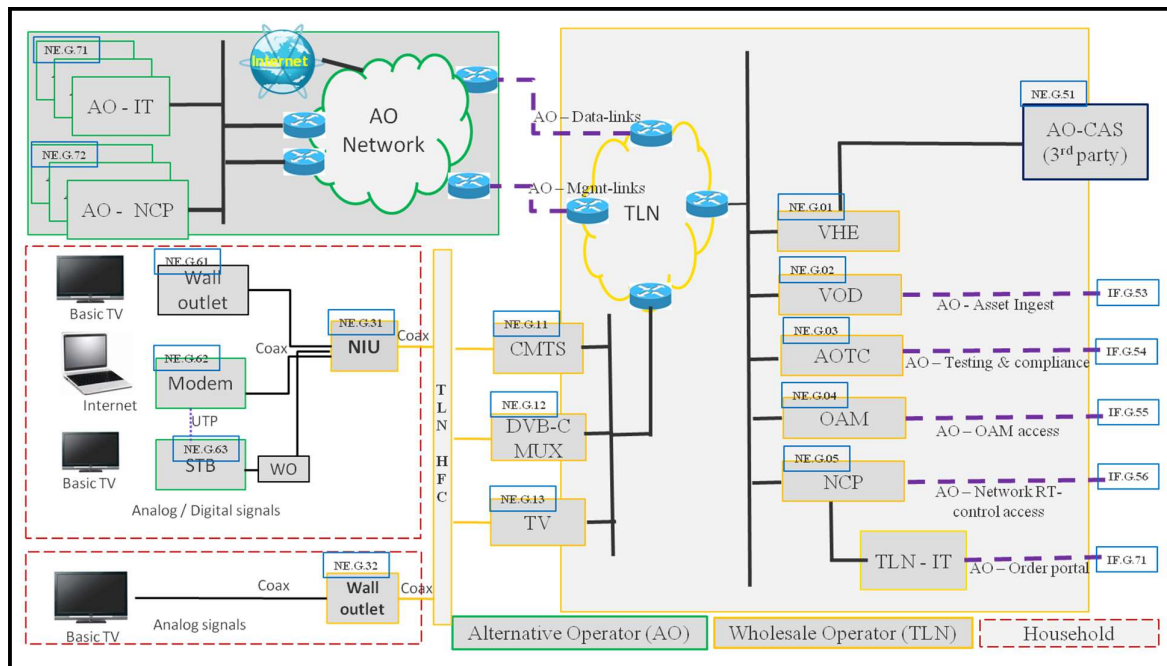 NE.G.71
AO - IT
NE.G.72
AO - NCP
Internet
AO
Network
AO – Data-links
AO – Mgmt-links
TLN
NE.G.51
AO-CAS
(3rd party)
NE.G.01
VHE
NE.G.02
VOD
AO - Asset Ingest
IF.G.53
NE.G.03
AOTC
AO – Testing & compliance
IF.G.54
NE.G.04
OAM
AO – OAM access
IF.G.55
NE.G.05
NCP
AO – Network RT-
control access
IF.G.56
TLN - IT
AO – Order portal
IF.G.71
NE.G.61
Wall
outlet
Basic TV
NE.G.62
Modem
Coax
Internet
UTP
NE.G.63
STB
WO
Basic TV
Analog / Digital signals
NE.G.31
NIU
Coax
TLN HFC
NE.G.11
CMTS
NE.G.12
DVB-C
MUX
NE.G.13
TV
NE.G.32
Wall
outlet
Coax
Coax
Basic TV
Analog signals
Alternative Operator (AO)
Wholesale Operator (TLN)
Household